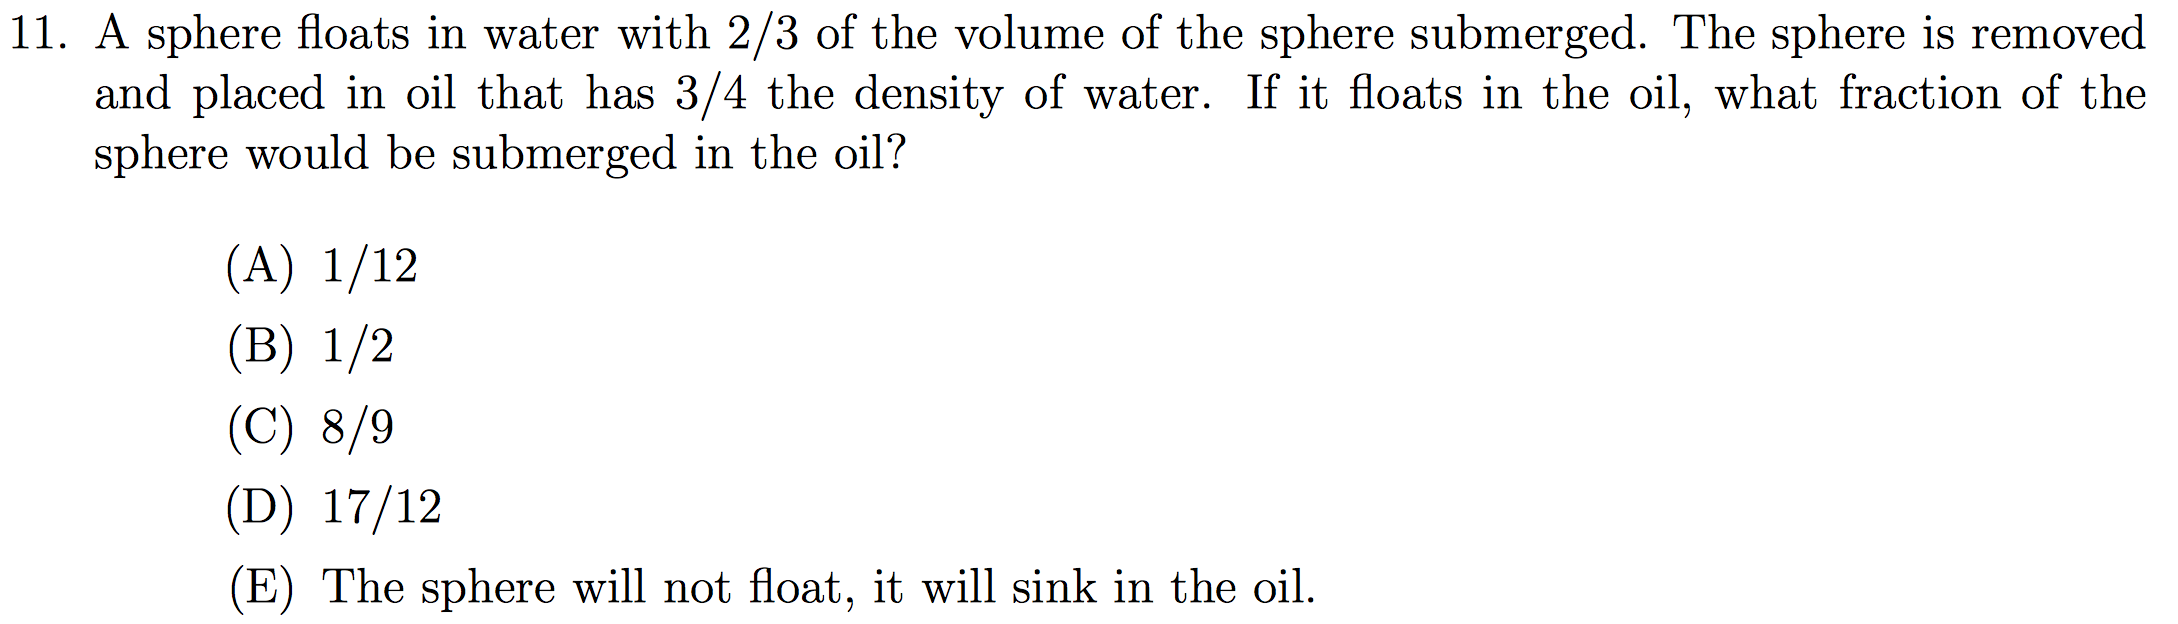 11. A sphere floats in water with 2/3 of the volume of the sphere submerged. The sphere is removed
and placed in oil that has 3/4 the density of water. If it floats in the oil, what fraction of the
sphere would be submerged in the oil?
(A) 1/12
(B) 1/2
(C) 8/9
(D) 17/12
(E) The sphere will not float, it will sink in the oil.